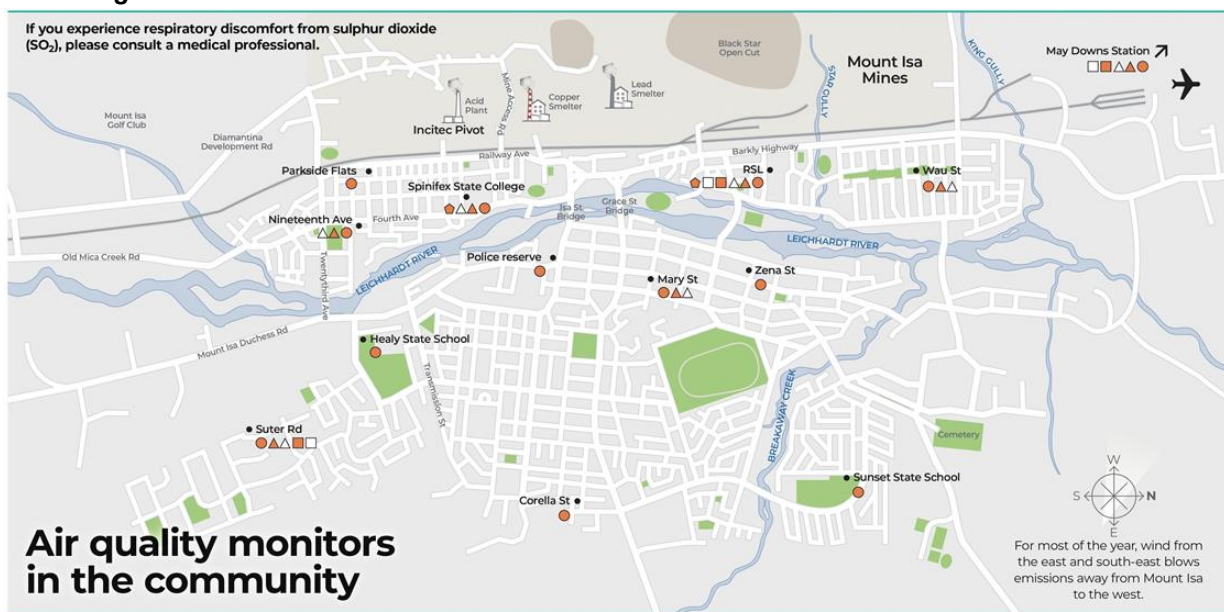 If you experience respiratory discomfort from sulphur dioxide
(SO₂), please consult a medical professional.
Black Star
Open Cut
Mount Isa
Mines
STAR GULLY
KING GULLY
May Downs Station
Mount Isa
Golf Club
Diamantina
Development Rd
Acid
Plant
Incitec Pivot
Mine Access Rd
Copper
Smelter
Lead
Smelter
Railway Ave
Barkly Highway
Parkside Flats
Spinifex State College
RSL
Wau St
Nineteenth Ave
Fourth Ave
Isa St
Bridge
Grace St
Bridge
LEICHHARDT RIVER
LEICHHARDT RIVER
Old Mica Creek Rd
Twentythird Ave
Police reserve
Mary St
Zena St
Mount Isa Duchess Rd
Healy State School
Transmission St
BREAKAWAY CREEK
Suter Rd
Cemetery
Sunset State School
Corella St
W
S
N
E
Air quality monitors
in the community
For most of the year, wind from
the east and south-east blows
emissions away from Mount Isa
to the west.